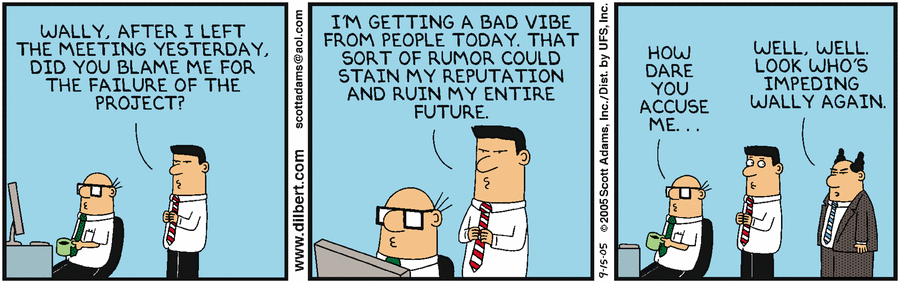 WALLY, AFTER I LEFT
THE MEETING YESTERDAY,
DID YOU BLAME ME FOR
THE FAILURE OF THE
PROJECT?
www.dilbert.com
scottadams@aol.com
I'M GETTING A BAD VIBE
FROM PEOPLE TODAY. THAT
SORT OF RUMOR COULD
STAIN MY REPUTATION
AND RUIN MY ENTIRE
FUTURE.
9-15-05 ©2005 Scott Adams, Inc./Dist. by UFS, Inc.
HOW
DARE
YOU
ACCUSE
ME...
WELL, WELL.
LOOK WHO'S
IMPEDING
WALLY AGAIN.